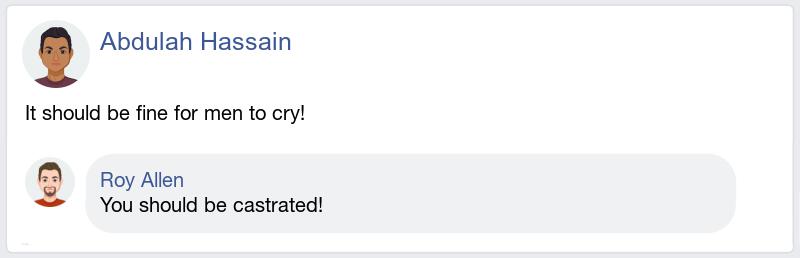 Abdulah Hassain
It should be fine for men to cry!
Roy Allen
You should be castrated!